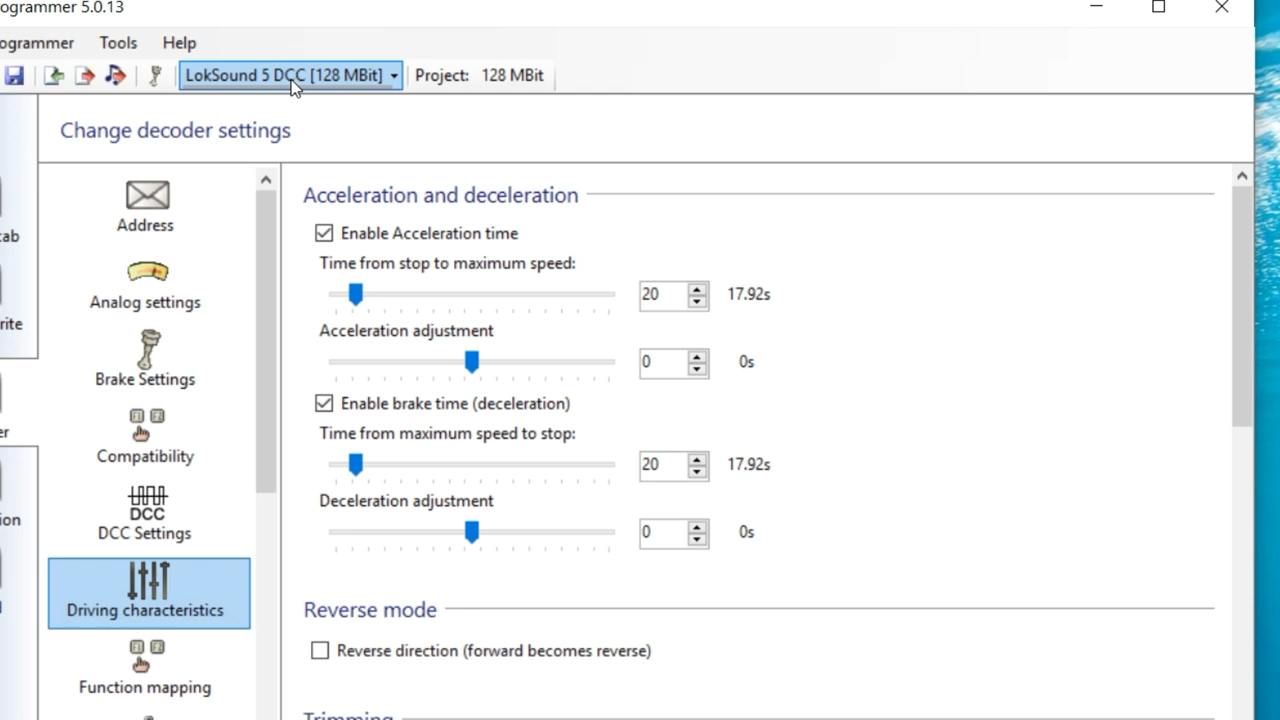 ogrammer 5.0.13
ogrammer Tools Help
LokSound 5 DCC [128 MBit] Project: 128 MBit
Change decoder settings
Address
Analog settings
Brake Settings
Compatibility
DCC
DCC Settings
Driving characteristics
Function mapping
cab
rite
er
ion
Acceleration and deceleration
Enable Acceleration time
Time from stop to maximum speed:
20 17.92s
Acceleration adjustment
0 0s
Enable brake time (deceleration)
Time from maximum speed to stop:
20 17.92s
Deceleration adjustment
0 0s
Reverse mode
Reverse direction (forward becomes reverse)
Trimming